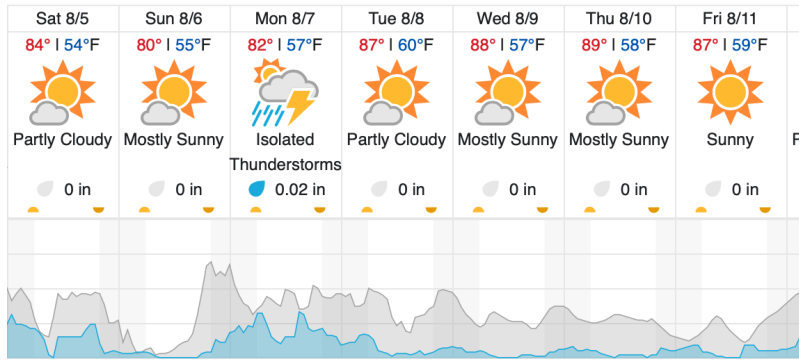 Sat 8/5 Sun 8/6 Mon 8/7 Tue 8/8 Wed 8/9 Thu 8/10 Fri 8/11
84° | 54°F 80° | 55°F 82° | 57°F 87° | 60°F 88° | 57°F 89° | 58°F 87° | 59°F
Partly Cloudy Mostly Sunny Isolated Partly Cloudy Mostly Sunny Mostly Sunny Sunny
Thunderstorms
0 in 0 in 0.02 in 0 in 0 in 0 in 0 in